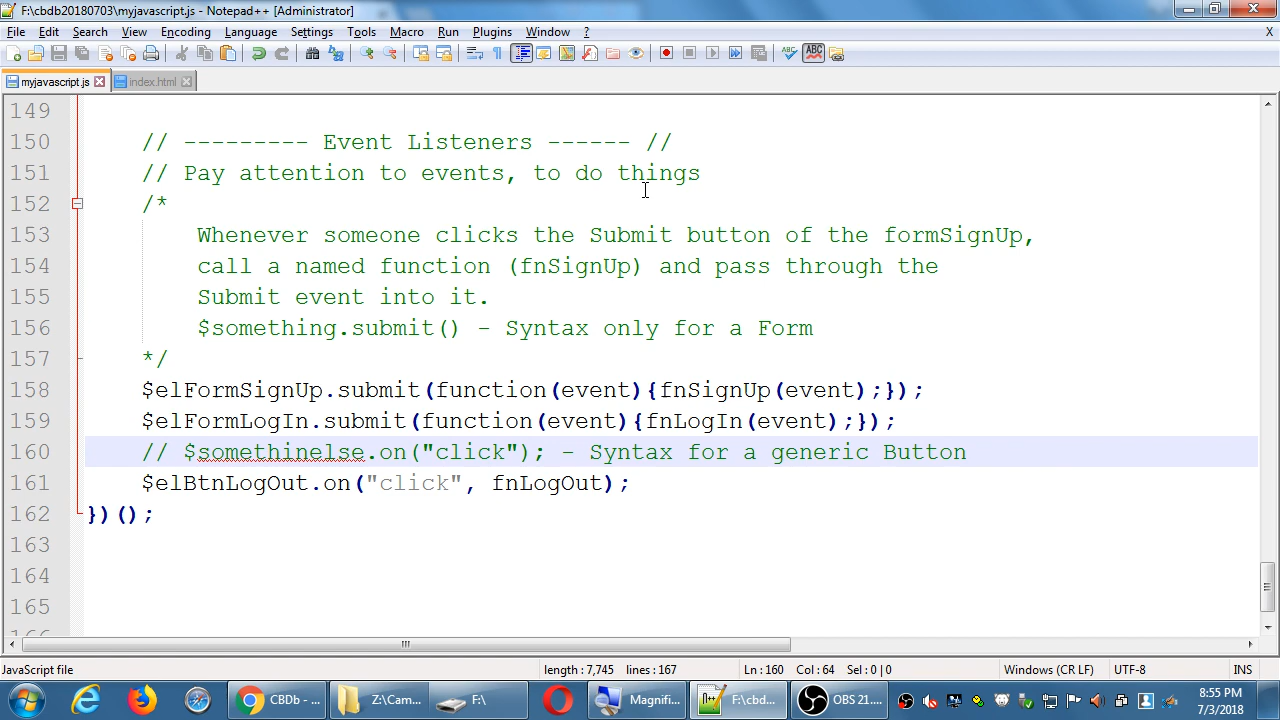 F:\cbdb20180703\myjavascript.js - Notepad++ [Administrator]
File Edit Search View Encoding Language Settings Tools Macro Run Plugins Window ? X
myjavascript.js index.html
149
150 // --------- Event Listeners ------ //
151 // Pay attention to events, to do things
152 /*
153 Whenever someone clicks the Submit button of the formSignUp,
154 call a named function (fnSignUp) and pass through the
155 Submit event into it.
156 $something.submit() - Syntax only for a Form
157 */
158 $elFormSignUp.submit(function(event){fnSignUp(event);});
159 $elFormLogIn.submit(function(event){fnLogIn(event);});
160 // $somethinelse.on("click"); - Syntax for a generic Button
161 $elBtnLogOut.on("click", fnLogOut);
162 })();
163
164
165
166
JavaScript file length : 7,745 lines : 167 Ln : 160 Col : 64 Sel : 0 | 0 Windows (CR LF) UTF-8 INS
CBDb - ... Z:\Cam... F:\ Magnifi... F:\cbd... OBS 21.... 8:55 PM
7/3/2018